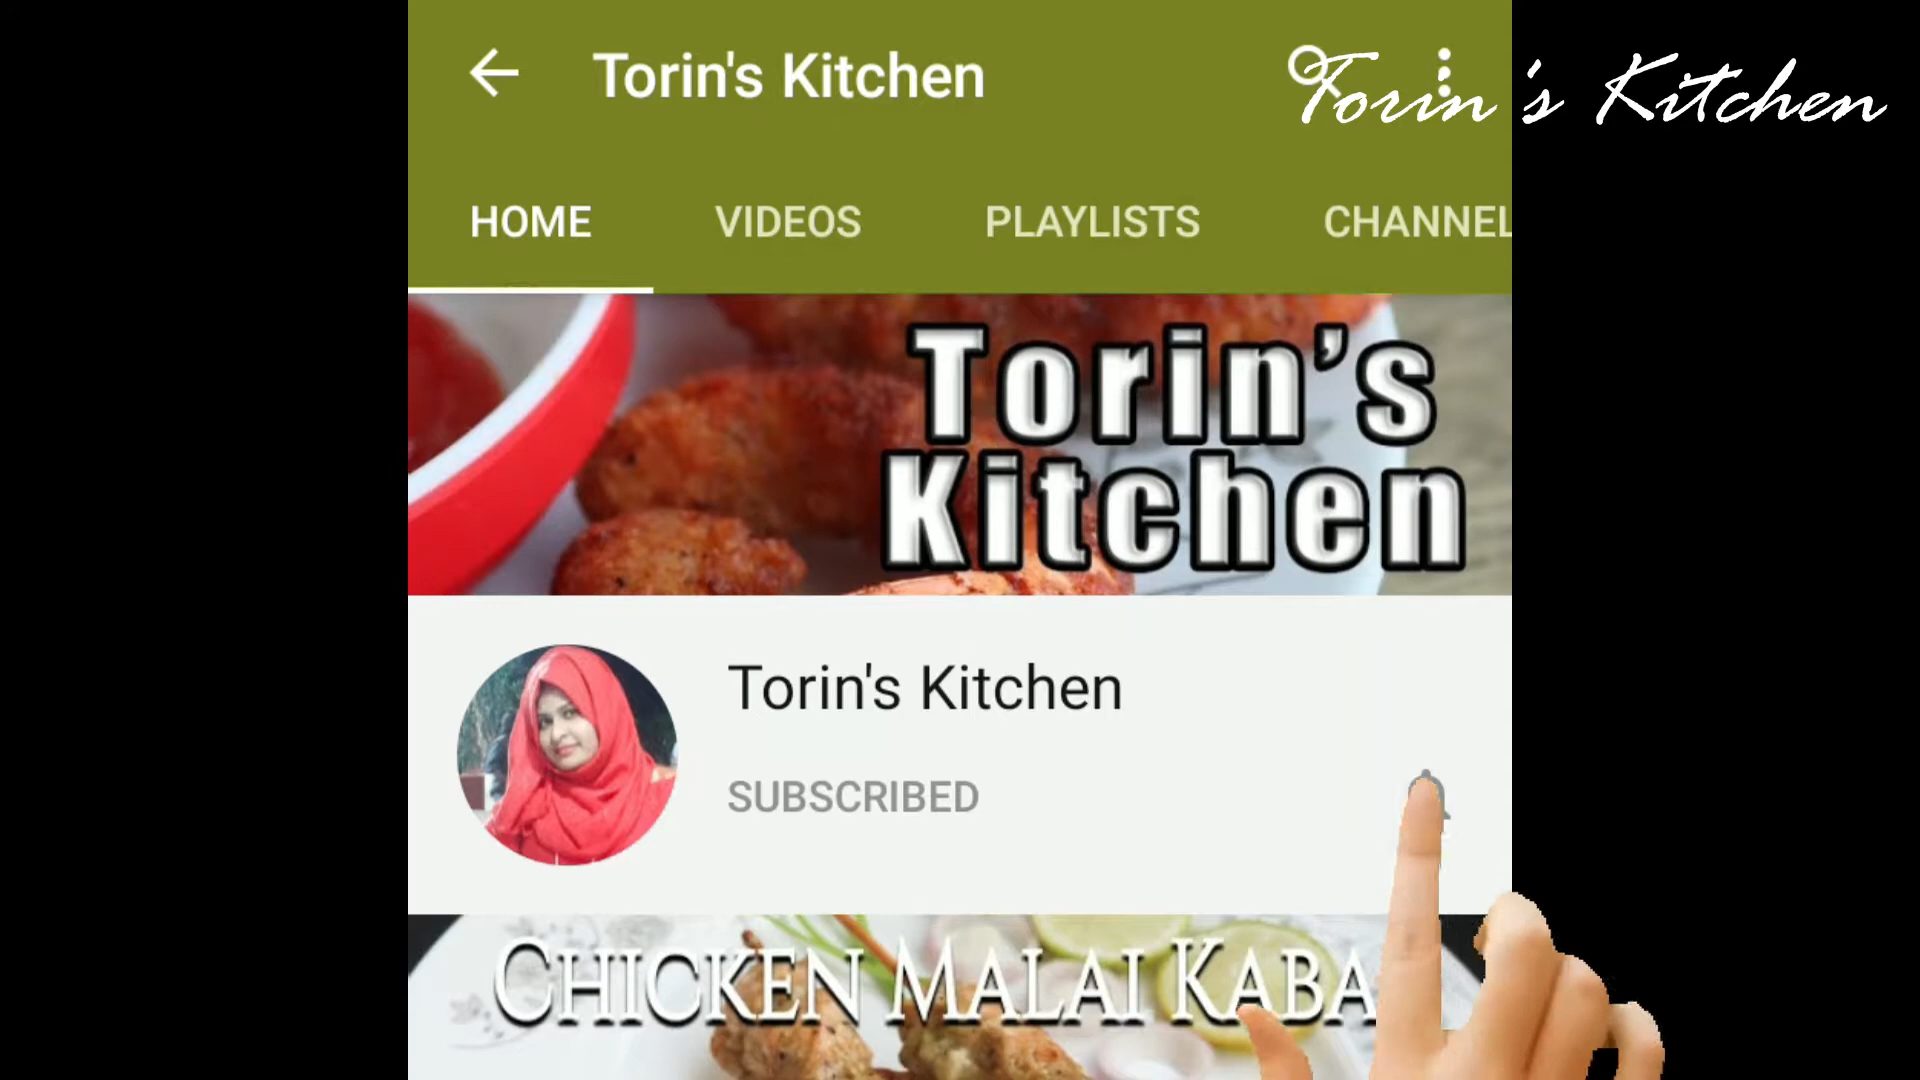 Torin's Kitchen
Torin's Kitchen
HOME VIDEOS PLAYLISTS CHANNEL
Torin's
Kitchen
Torin's Kitchen
SUBSCRIBED
CHICKEN MALAI KABA